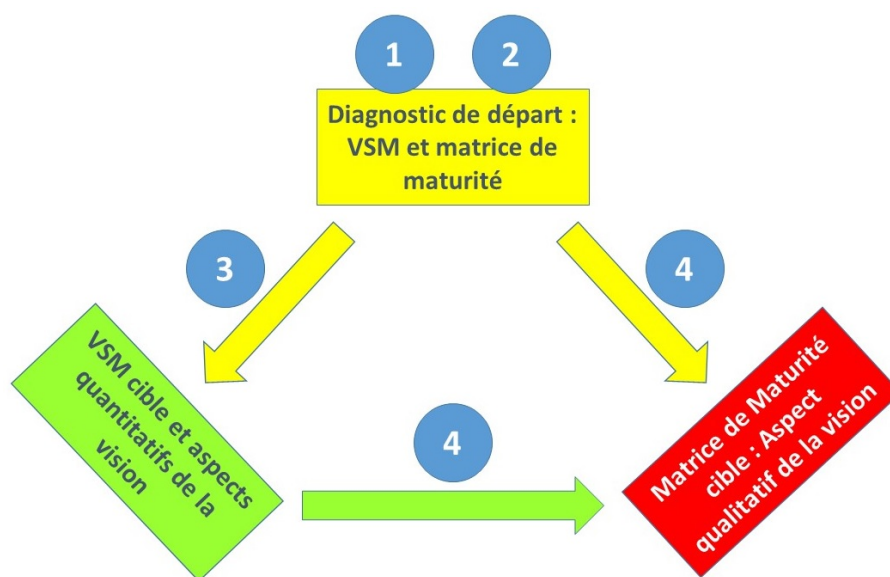 1
2
Diagnostic de départ :
VSM et matrice de
maturité
3
4
VSM cible et aspects
quantitatifs de la
vision
4
Matrice de Maturité
cible : Aspect
qualitatif de la vision